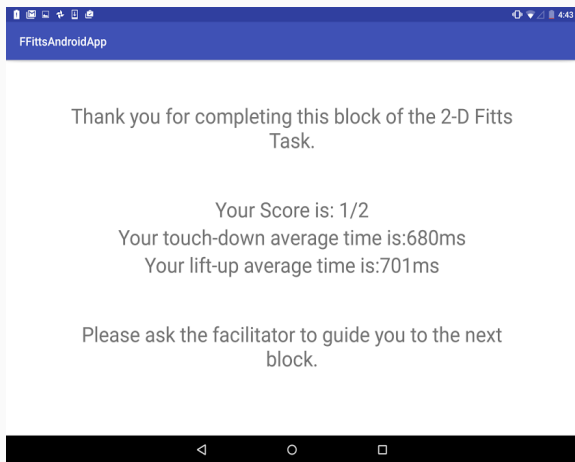 4:43
FFittsAndroidApp
Thank you for completing this block of the 2-D Fitts
Task.
Your Score is: 1/2
Your touch-down average time is:680ms
Your lift-up average time is:701ms
Please ask the facilitator to guide you to the next
block.